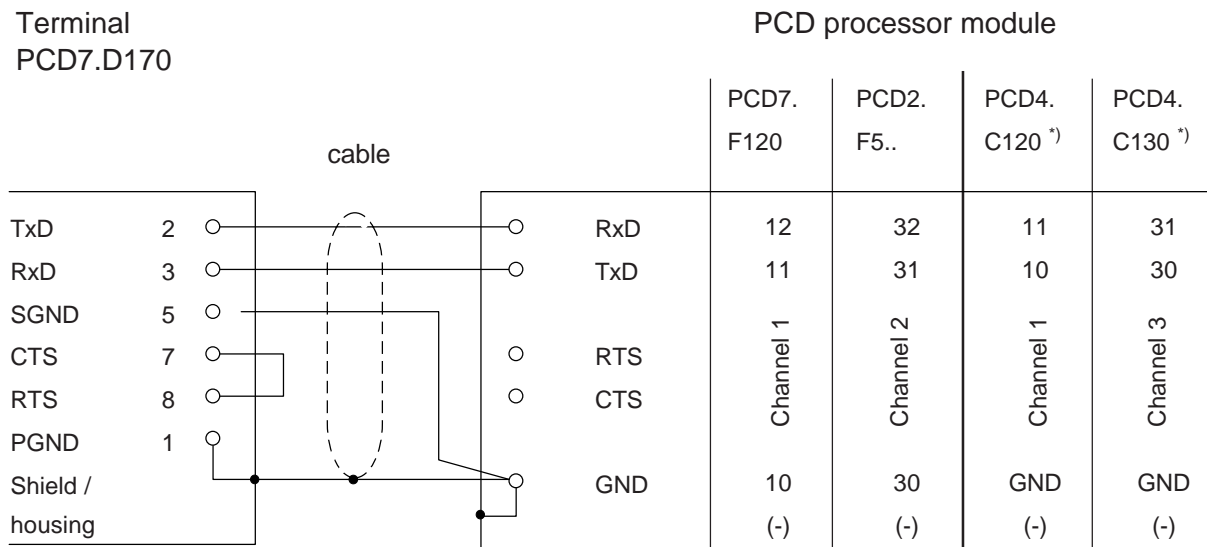 Terminal
PCD7.D170
PCD processor module
cable
PCD7. PCD2. PCD4. PCD4.
F120 F5.. C120 *) C130 *)
TxD 2 RxD 12 32 11 31
RxD 3 TxD 11 31 10 30
SGND 5
CTS 7 RTS
RTS 8 CTS
Channel 1 Channel 2 Channel 1 Channel 3
PGND 1
Shield / GND 10 30 GND GND
housing (-) (-) (-) (-)